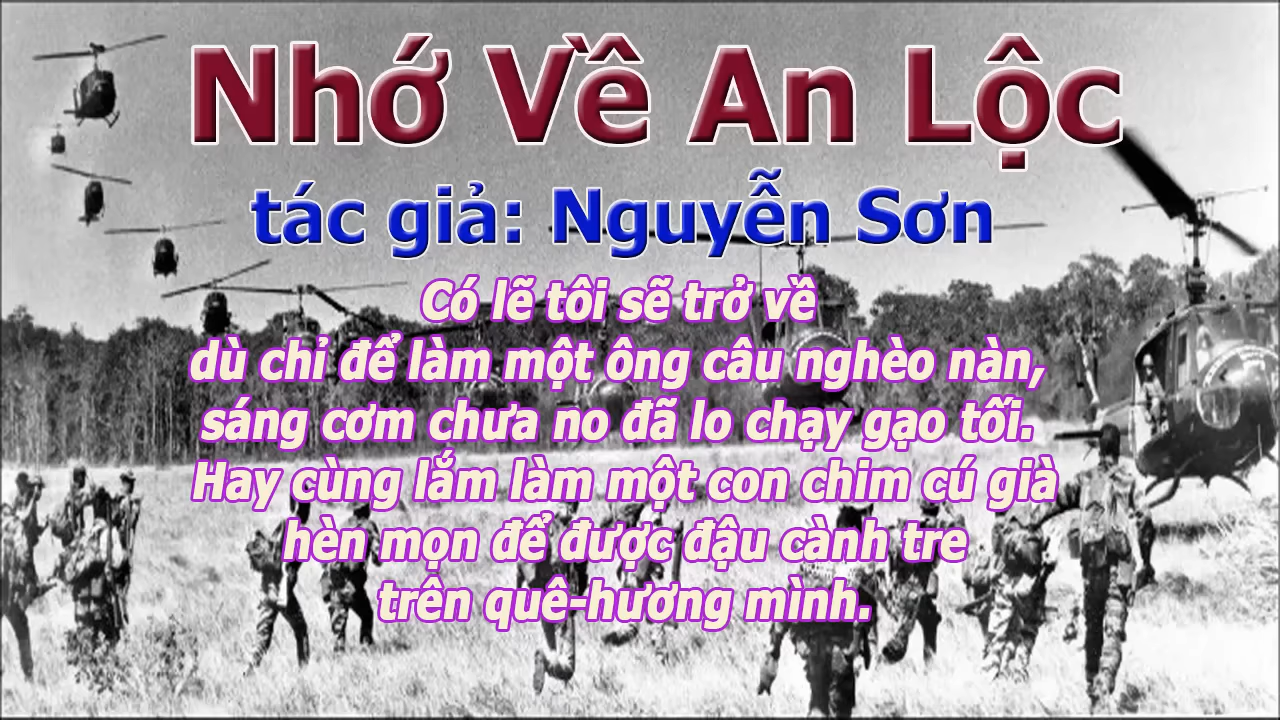 Nhớ Về An Lộc
tác giả: Nguyễn Sơn
Có lẽ tôi sẽ trở về
dù chỉ để làm một ông câu nghèo nàn,
sáng cơm chưa no đã lo chạy gạo tối.
Hay cùng lắm làm một con chim cú già
hèn mọn để được đậu cành tre
trên quê-hương mình.